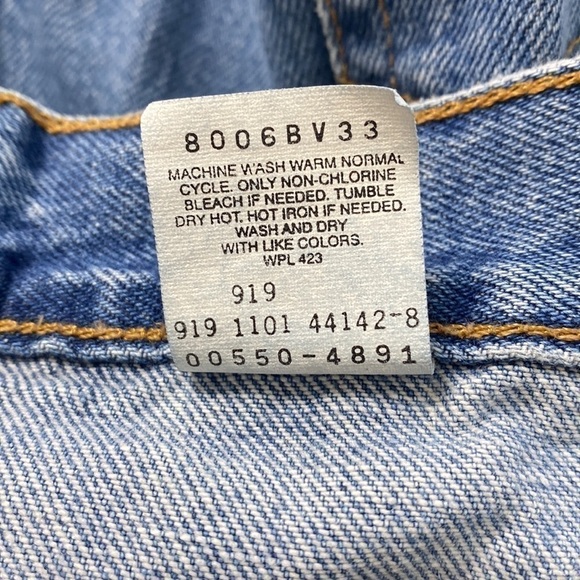 8006BV33
MACHINE WASH WARM NORMAL
CYCLE. ONLY NON-CHLORINE
BLEACH IF NEEDED. TUMBLE
DRY HOT. HOT IRON IF NEEDED.
WASH AND DRY
WITH LIKE COLORS.
WPL 423
919
919 1101 44142-8
00550-4891